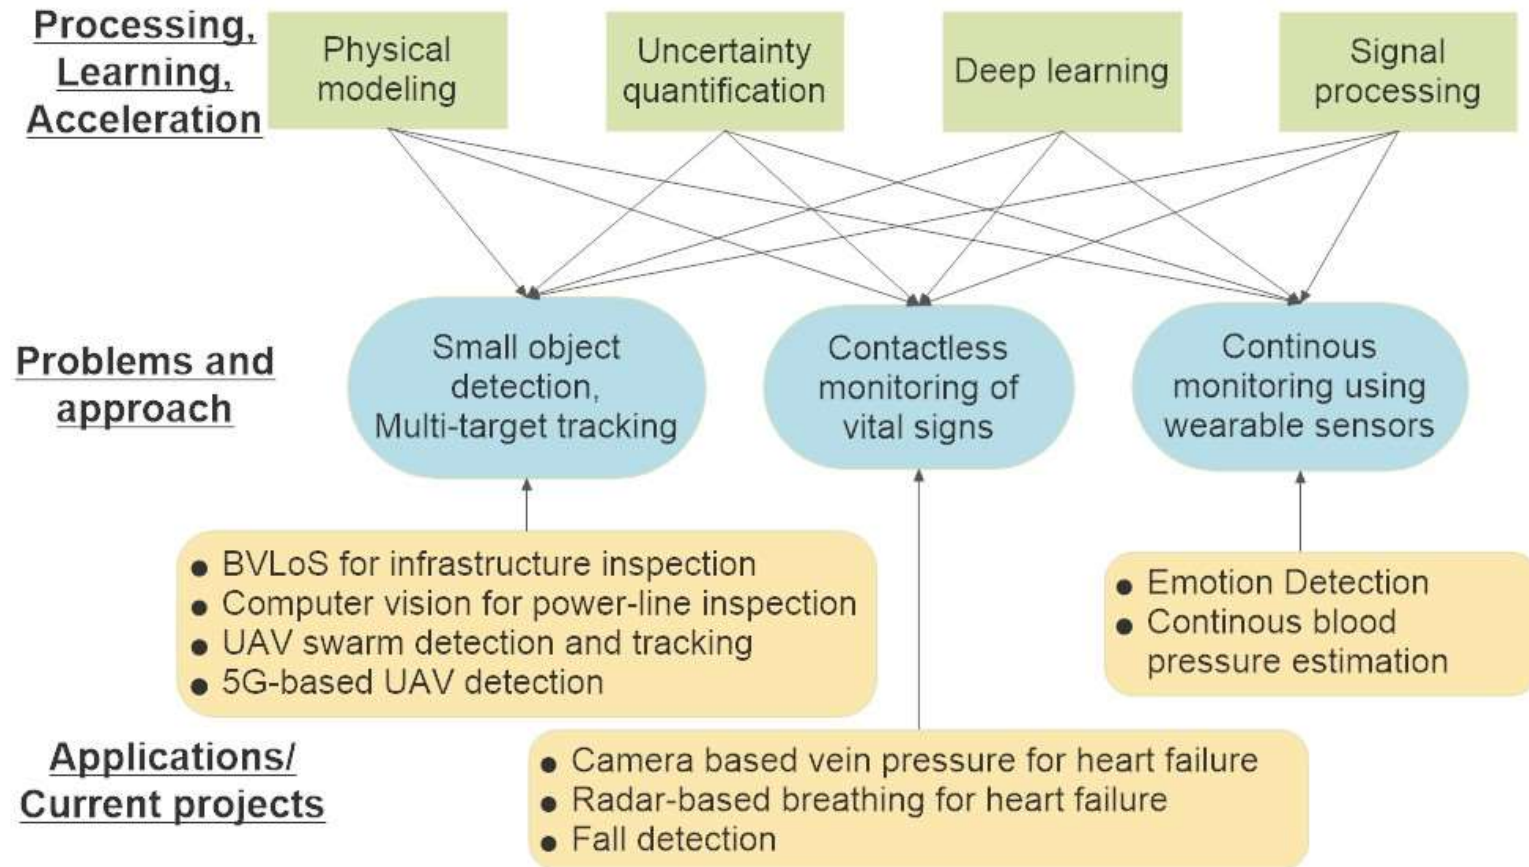 Processing,
Learning,
Acceleration
Physical
modeling
Uncertainty
quantification
Deep learning
Signal
processing
Problems and
approach
Small object
detection,
Multi-target tracking
Contactless
monitoring of
vital signs
Continous
monitoring using
wearable sensors
● BVLoS for infrastructure inspection
● Computer vision for power-line inspection
● UAV swarm detection and tracking
● 5G-based UAV detection
● Emotion Detection
● Continous blood
pressure estimation
Applications/
Current projects
● Camera based vein pressure for heart failure
● Radar-based breathing for heart failure
● Fall detection